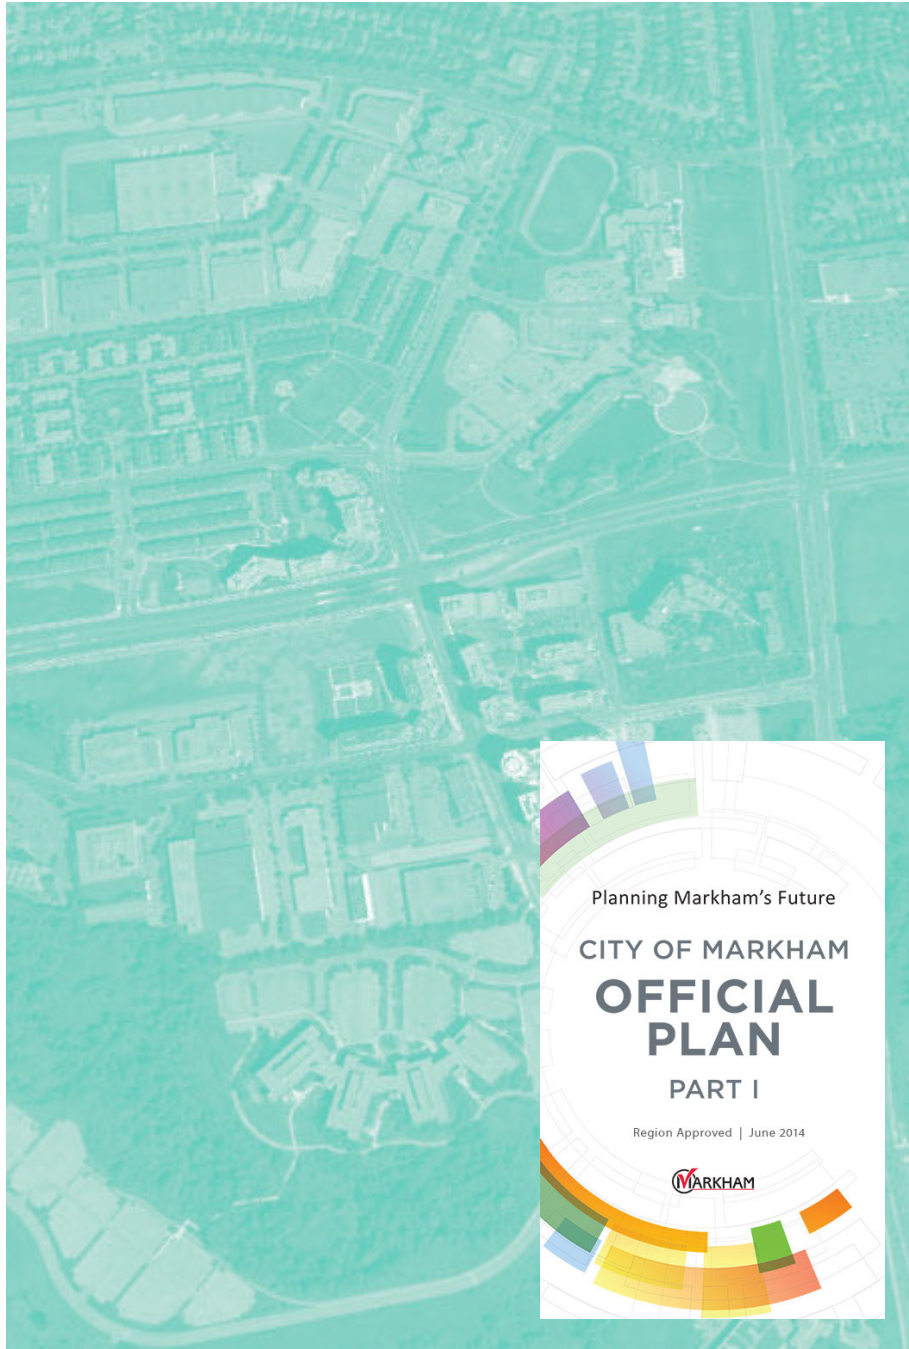 Planning Markham's Future
CITY OF MARKHAM
OFFICIAL
PLAN
PART I
Region Approved | June 2014
MARKHAM